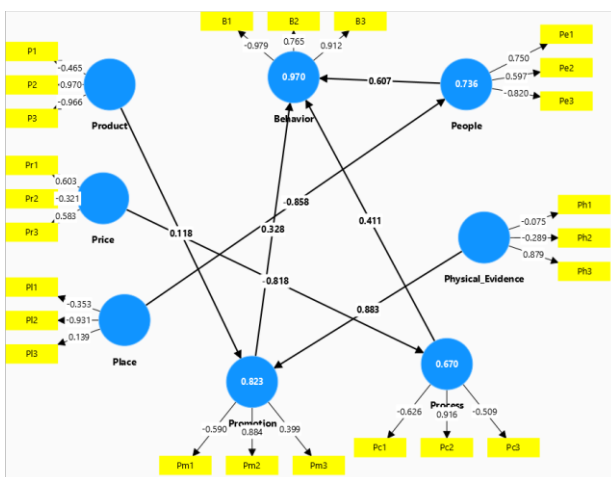 B1
B2
B3
-0.979
0.765
0.912
0.970
Behavior
P1
P2
P3
-0.465
-0.970
-0.966
Product
Pe1
Pe2
Pe3
0.750
0.597
-0.820
0.736
People
0.607
Pr1
Pr2
Pr3
0.603
-0.321
0.583
Price
-0.858
0.118
0.328
0.411
-0.818
0.883
Ph1
Ph2
Ph3
-0.075
-0.289
0.879
Physical_Evidence
Pl1
Pl2
Pl3
-0.353
-0.931
0.139
Place
0.823
Promotion
-0.590
0.884
0.399
Pm1
Pm2
Pm3
0.670
Process
-0.626
0.916
-0.509
Pc1
Pc2
Pc3